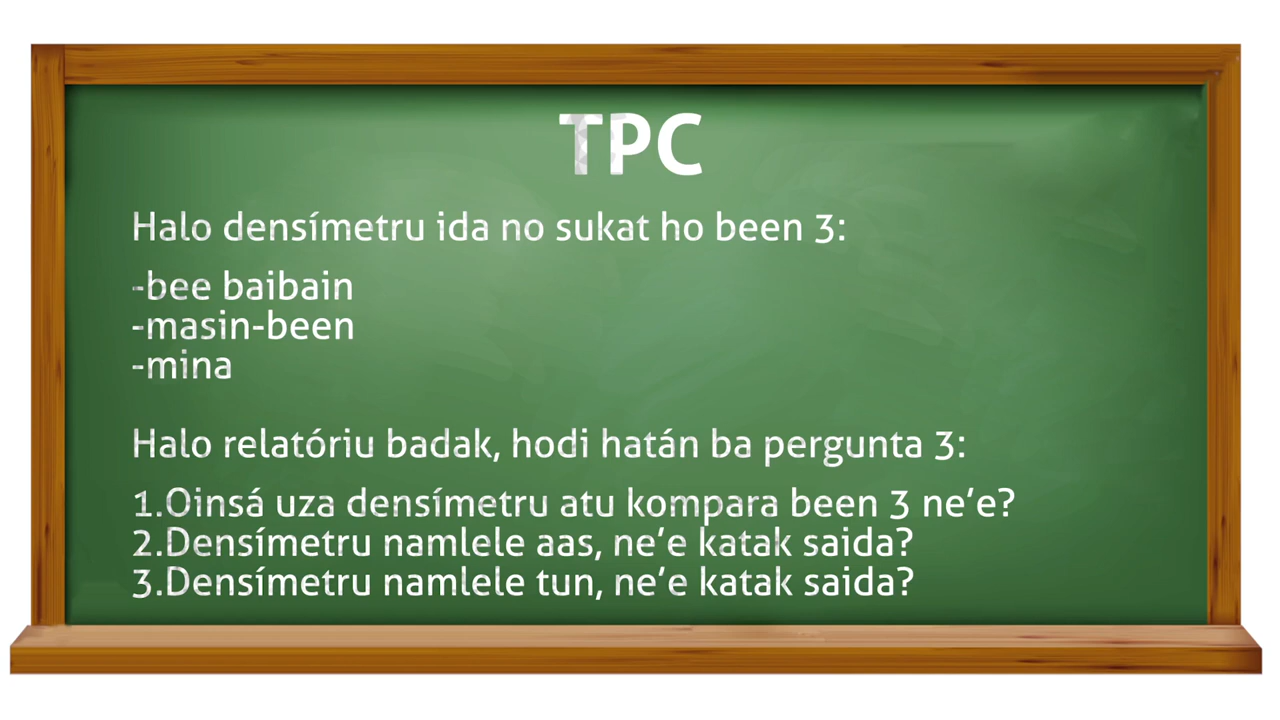 TPC
Halo densímetru ida no sukat ho been 3:
-bee baibain
-masin-been
-mina
Halo relatóriu badak, hodi hatán ba pergunta 3:
1.Oinsá uza densímetru atu kompara been 3 ne’e?
2.Densímetru namlele aas, ne’e katak saida?
3.Densímetru namlele tun, ne’e katak saida?